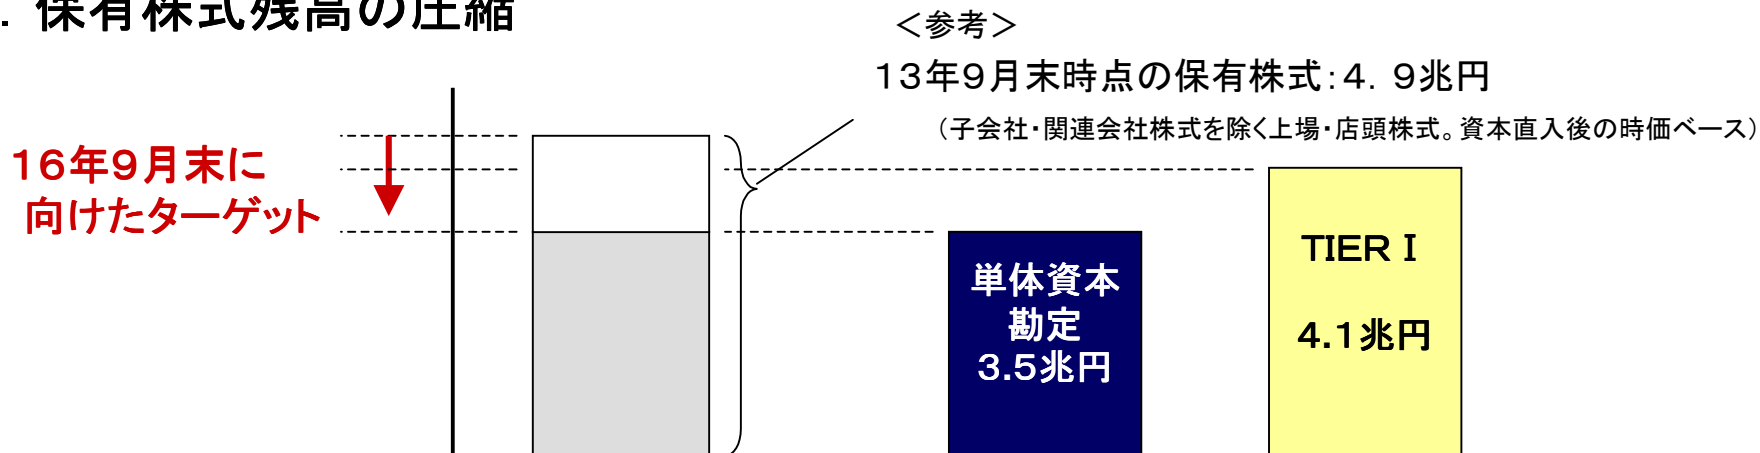 . 保有株式残高の圧縮
＜参考＞
１３年９月末時点の保有株式：４．９兆円
（子会社・関連会社株式を除く上場・店頭株式。資本直入後の時価ベース）
１６年９月末に
向けたターゲット
単体資本
勘定
３.５兆円
ＴＩＥＲ Ⅰ
４.１兆円